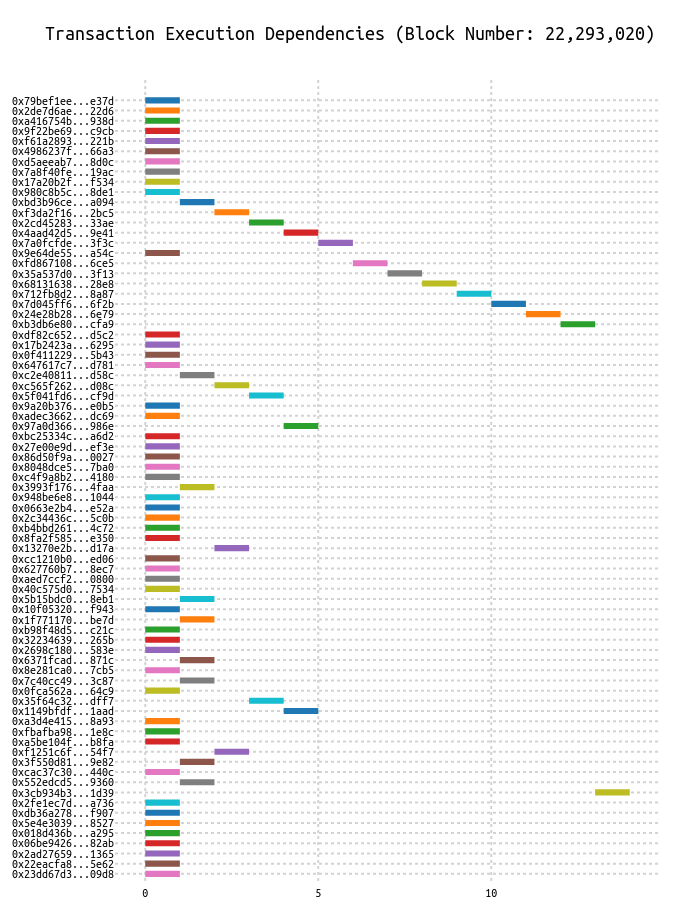 Transaction Execution Dependencies (Block Number: 22,293,020)
0x79bef1ee...e37d
0x2de7d6ae...22d6
0xa416754b...938d
0x9f22be69...c9cb
0xf61a2893...221b
0x4986237f...66a3
0xd5aeeab7...8d0c
0x7a8f40fe...19ac
0x17a20b2f...f534
0x980c8b5c...8de1
0xbd3b96ce...a094
0xf3da2f16...2bc5
0x2cd45283...33ae
0x4aad42d5...9e41
0x7a0fcfde...3f3c
0x9e64de55...a54c
0xfd867108...6ce5
0x35a537d0...3f13
0x68131638...28e8
0x712fb8d2...8a87
0x7d045ff6...6f2b
0x24e28b28...6e79
0xb3db6e80...cfa9
0xdf82c652...d5c2
0x17b2423a...6295
0x0f411229...5b43
0x647617c7...d781
0xc2e40811...d58c
0xc565f262...d08c
0x5f041fd6...cf9d
0x9a20b376...e0b5
0xadec3662...dc69
0x97a0d366...986e
0xbc25334c...a6d2
0x27e00e9d...ef3e
0x86d50f9a...0027
0x8048dce5...7ba0
0xc4f9a8b2...4180
0x3993f176...4faa
0x948be6e8...1044
0x0663e2b4...e52a
0x2c34436c...5c0b
0xb4bbd261...4c72
0x8fa2f585...e350
0x13270e2b...d17a
0xcc1210b0...ed06
0x627760b7...8ec7
0xaed7ccf2...0800
0x40c575d0...7534
0x5b15bdc0...8eb1
0x10f05320...f943
0x1f771170...be7d
0xb98f48d5...c21c
0x32234639...265b
0x2698c180...583e
0x6371fcad...871c
0x8e281ca0...7cb5
0x7c40cc49...3c87
0x0fca562a...64c9
0x35f64c32...dff7
0x1149bfdf...1aad
0xa3d4e415...8a93
0xfbafba98...1e8c
0xa5be104f...b8fa
0xf1251c6f...54f7
0x3f550d81...9e82
0xcac37c30...440c
0x552edcd5...9360
0x3cb934b3...1d39
0x2fe1ec7d...a736
0xdb36a278...f907
0x5e4e3039...8527
0x018d436b...a295
0x06be9426...82ab
0x2ad27659...1365
0x22eacfa8...5e62
0x23dd67d3...09d8
0 5 10